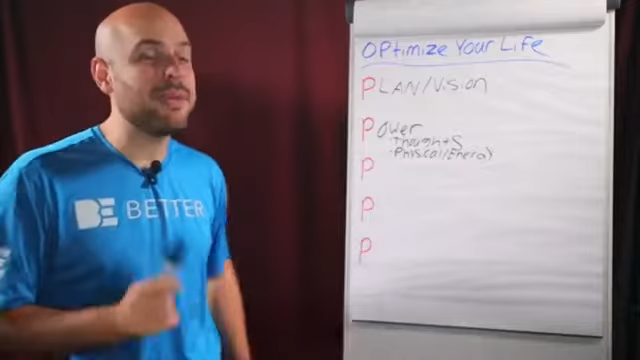 BE BETTER
OPtimize Your Life
PLAN/Vision
Power
·Thoughts
·Physical/Energy
P
P
P